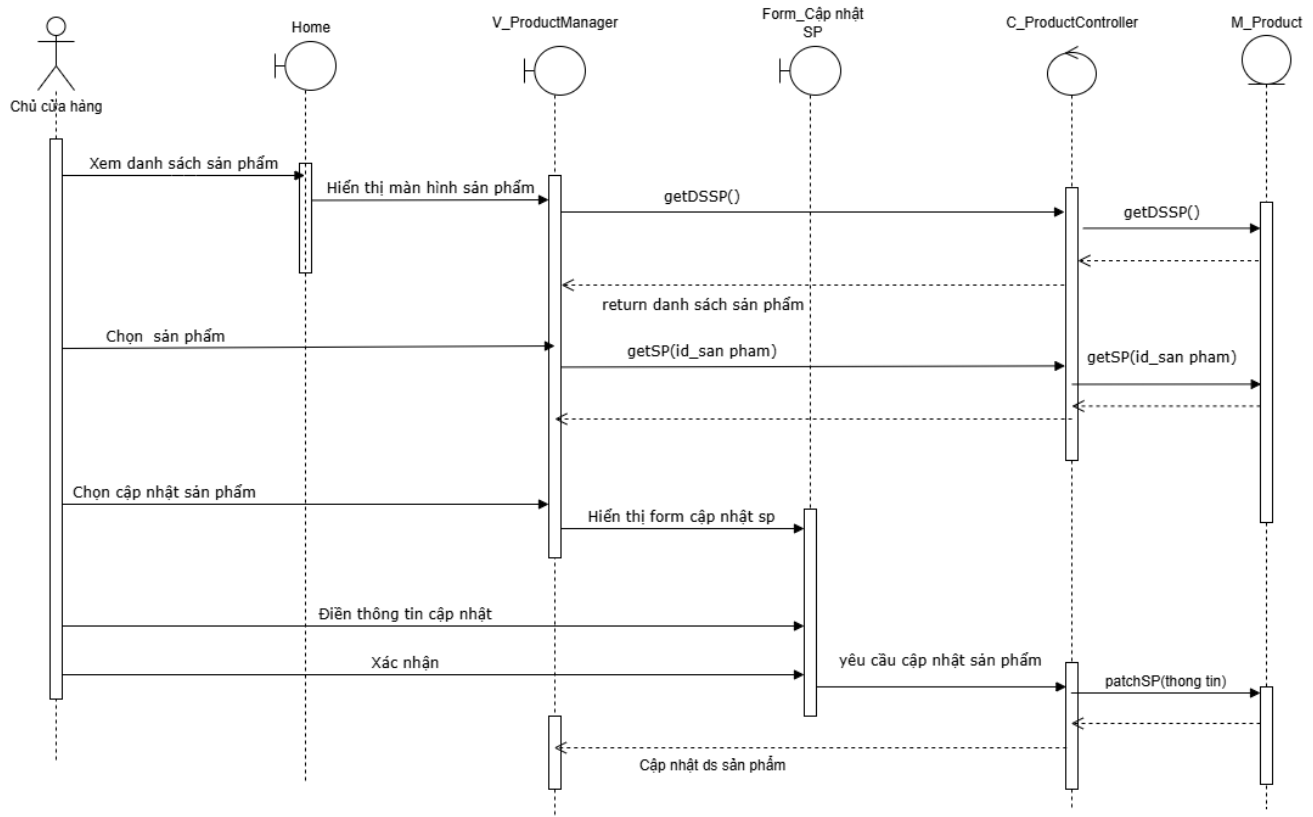 Home
V_ProductManager
Form_Cập nhật
SP
C_ProductController
M_Product
Chủ cửa hàng
Xem danh sách sản phẩm
Hiển thị màn hình sản phẩm
getDSSP()
getDSSP()
return danh sách sản phẩm
Chọn  sản phẩm
getSP(id_san pham)
getSP(id_san pham)
Chọn cập nhật sản phẩm
Hiển thị form cập nhật sp
Điền thông tin cập nhật
Xác nhận
yêu cầu cập nhật sản phẩm
patchSP(thong tin)
Cập nhật ds sản phẩm